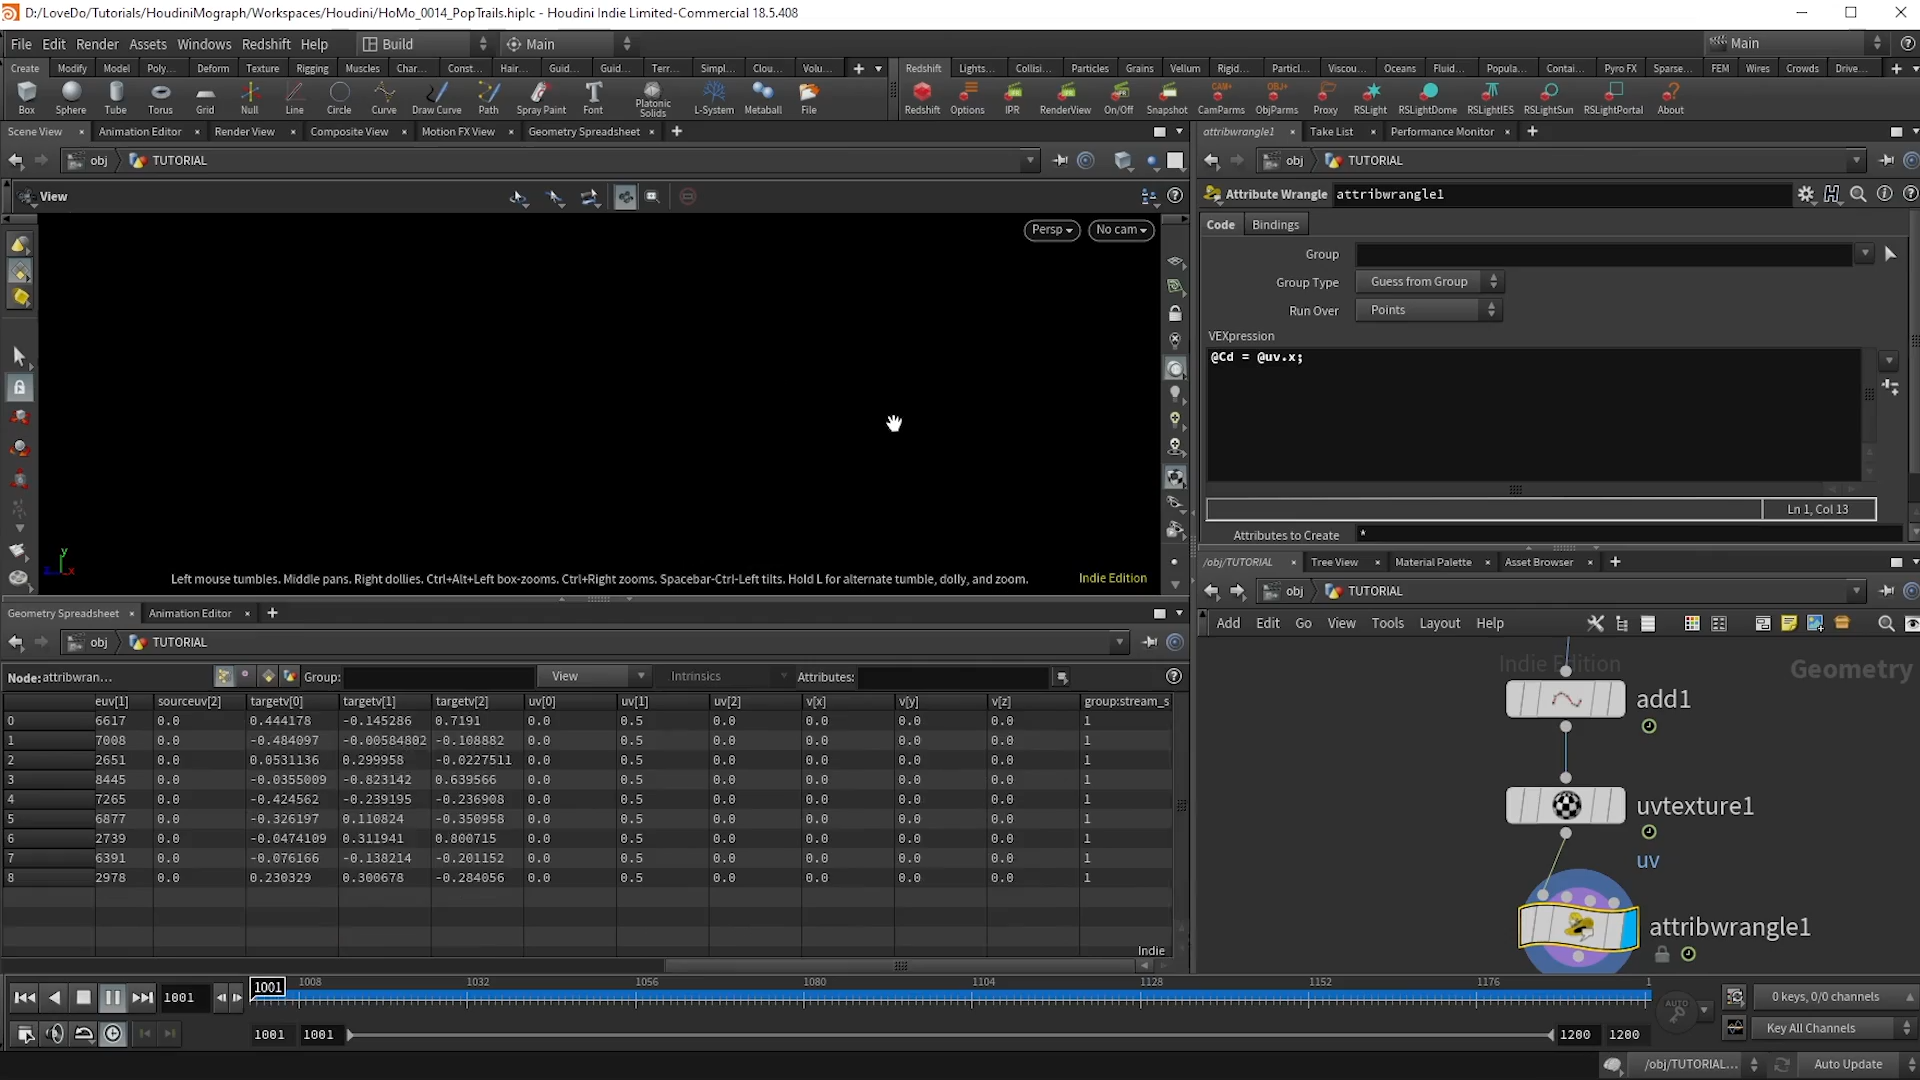 D:/LoveDo/Tutorials/HoudiniMograph/Workspaces/Houdini/HoMo_0014_PopTrails.hiplc - Houdini Indie Limited-Commercial 18.5.408
File Edit Render Assets Windows Redshift Help Build Main Main
Create Modify Model Poly... Deform Texture Rigging Muscles Char... Const... Hair... Guid... Guid... Terr... Simpl... Clou... Volu...
Redshift Lights... Collisi... Particles Grains Vellum Rigid... Particl... Viscou... Oceans Fluid... Popula... Contai... Pyro FX Sparse... FEM Wires Crowds Drive...
Box Sphere Tube Torus Grid Null Line Circle Curve Draw Curve Path Spray Paint Font Platonic Solids L-System Metaball File
Redshift Options IPR RenderView On/Off Snapshot CamParms ObjParms Proxy RSLight RSLightDome RSLightIES RSLightSun RSLightPortal About
Scene View Animation Editor Render View Composite View Motion FX View Geometry Spreadsheet
attribwrangle1 Take List Performance Monitor
obj TUTORIAL
obj TUTORIAL
View
Attribute Wrangle attribwrangle1
Persp No cam
Code Bindings
Group
Group Type Guess from Group
Run Over Points
VEXpression
@Cd = @uv.x;
Ln 1, Col 13
Attributes to Create *
y
z x
Left mouse tumbles. Middle pans. Right dollies. Ctrl+Alt+Left box-zooms. Ctrl+Right zooms. Spacebar-Ctrl-Left tilts. Hold L for alternate tumble, dolly, and zoom.
Indie Edition
/obj/TUTORIAL Tree View Material Palette Asset Browser
obj TUTORIAL
Add Edit Go View Tools Layout Help
Indie Edition
Geometry
add1
uvtexture1
uv
attribwrangle1
Geometry Spreadsheet Animation Editor
obj TUTORIAL
Node: attribwran... Group: View Intrinsics Attributes:
euv[1] sourceuv[2] targetv[0] targetv[1] targetv[2] uv[0] uv[1] uv[2] v[x] v[y] v[z] group:stream_s
0 6617 0.0 0.444178 -0.145286 0.7191 0.0 0.5 0.0 0.0 0.0 0.0 1
1 7008 0.0 -0.484097 -0.00584802 -0.108882 0.0 0.5 0.0 0.0 0.0 0.0 1
2 2651 0.0 0.0531136 0.299958 -0.0227511 0.0 0.5 0.0 0.0 0.0 0.0 1
3 8445 0.0 -0.0355009 -0.823142 0.639566 0.0 0.5 0.0 0.0 0.0 0.0 1
4 7265 0.0 -0.424562 -0.239195 -0.236908 0.0 0.5 0.0 0.0 0.0 0.0 1
5 6877 0.0 -0.326197 0.110824 -0.350958 0.0 0.5 0.0 0.0 0.0 0.0 1
6 2739 0.0 -0.0474109 0.311941 0.800715 0.0 0.5 0.0 0.0 0.0 0.0 1
7 6391 0.0 -0.076166 -0.138214 -0.201152 0.0 0.5 0.0 0.0 0.0 0.0 1
8 2978 0.0 0.230329 0.300678 -0.284056 0.0 0.5 0.0 0.0 0.0 0.0 1
Indie
1001 1001 1008 1032 1056 1080 1104 1128 1152 1176 1
AUTO
0 keys, 0/0 channels
1001 1001 1200 1200
Key All Channels
/obj/TUTORIAL... Auto Update